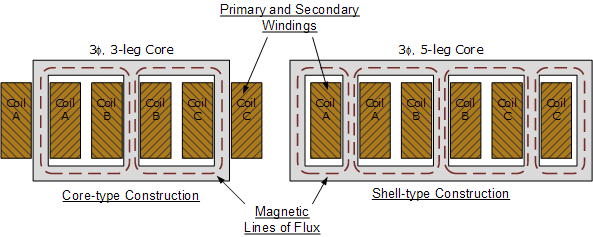 Primary and Secondary
Windings
3ϕ, 3-leg Core
3ϕ, 5-leg Core
Coil
A
Coil
A
Coil
B
Coil
B
Coil
C
Coil
C
Coil
A
Coil
A
Coil
B
Coil
B
Coil
C
Coil
C
Core-type Construction
Shell-type Construction
Magnetic
Lines of Flux